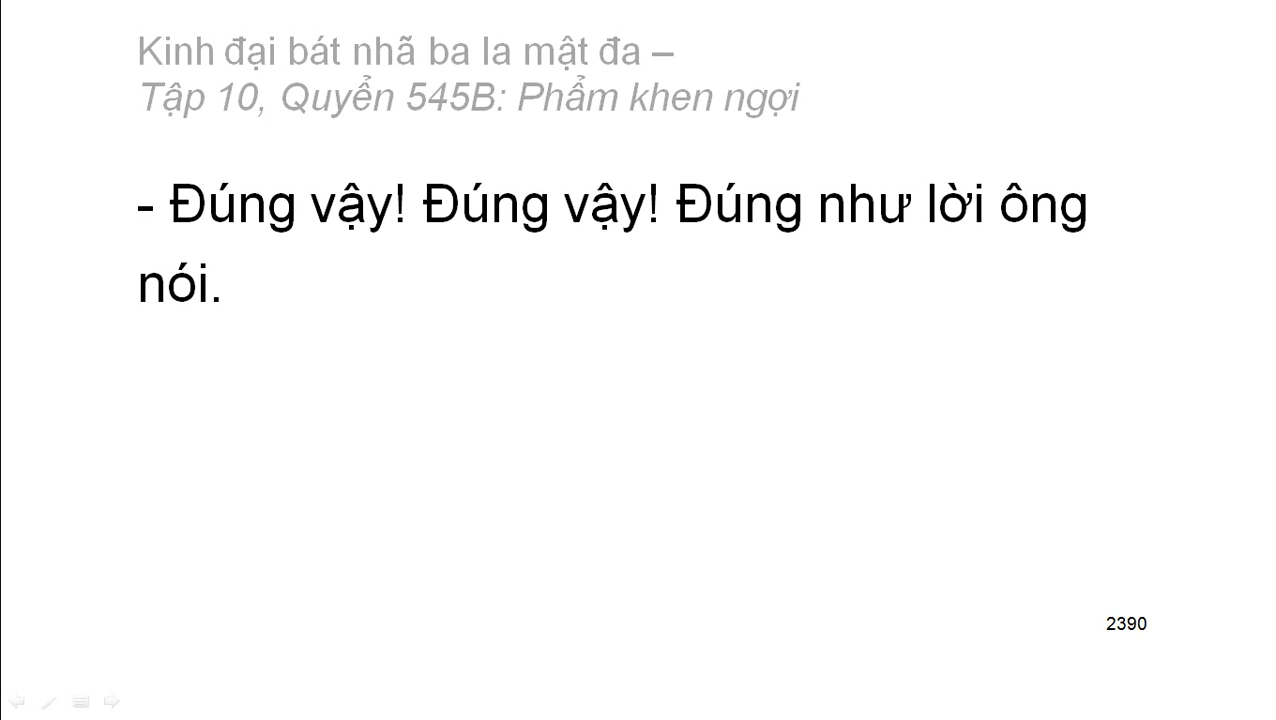 Kinh đại bát nhã ba la mật đa –
Tập 10, Quyển 545B: Phẩm khen ngợi
- Đúng vậy! Đúng vậy! Đúng như lời ông
nói.
2390